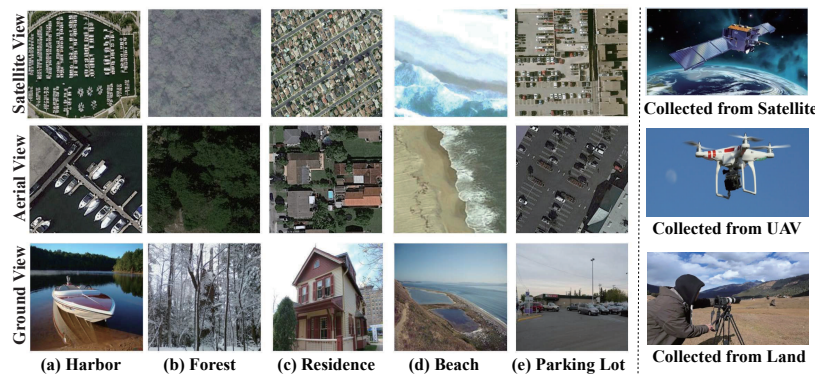 Satellite View
Collected from Satellite
Aerial View
Collected from UAV
Ground View
Collected from Land
(a) Harbor
(b) Forest
(c) Residence
(d) Beach
(e) Parking Lot